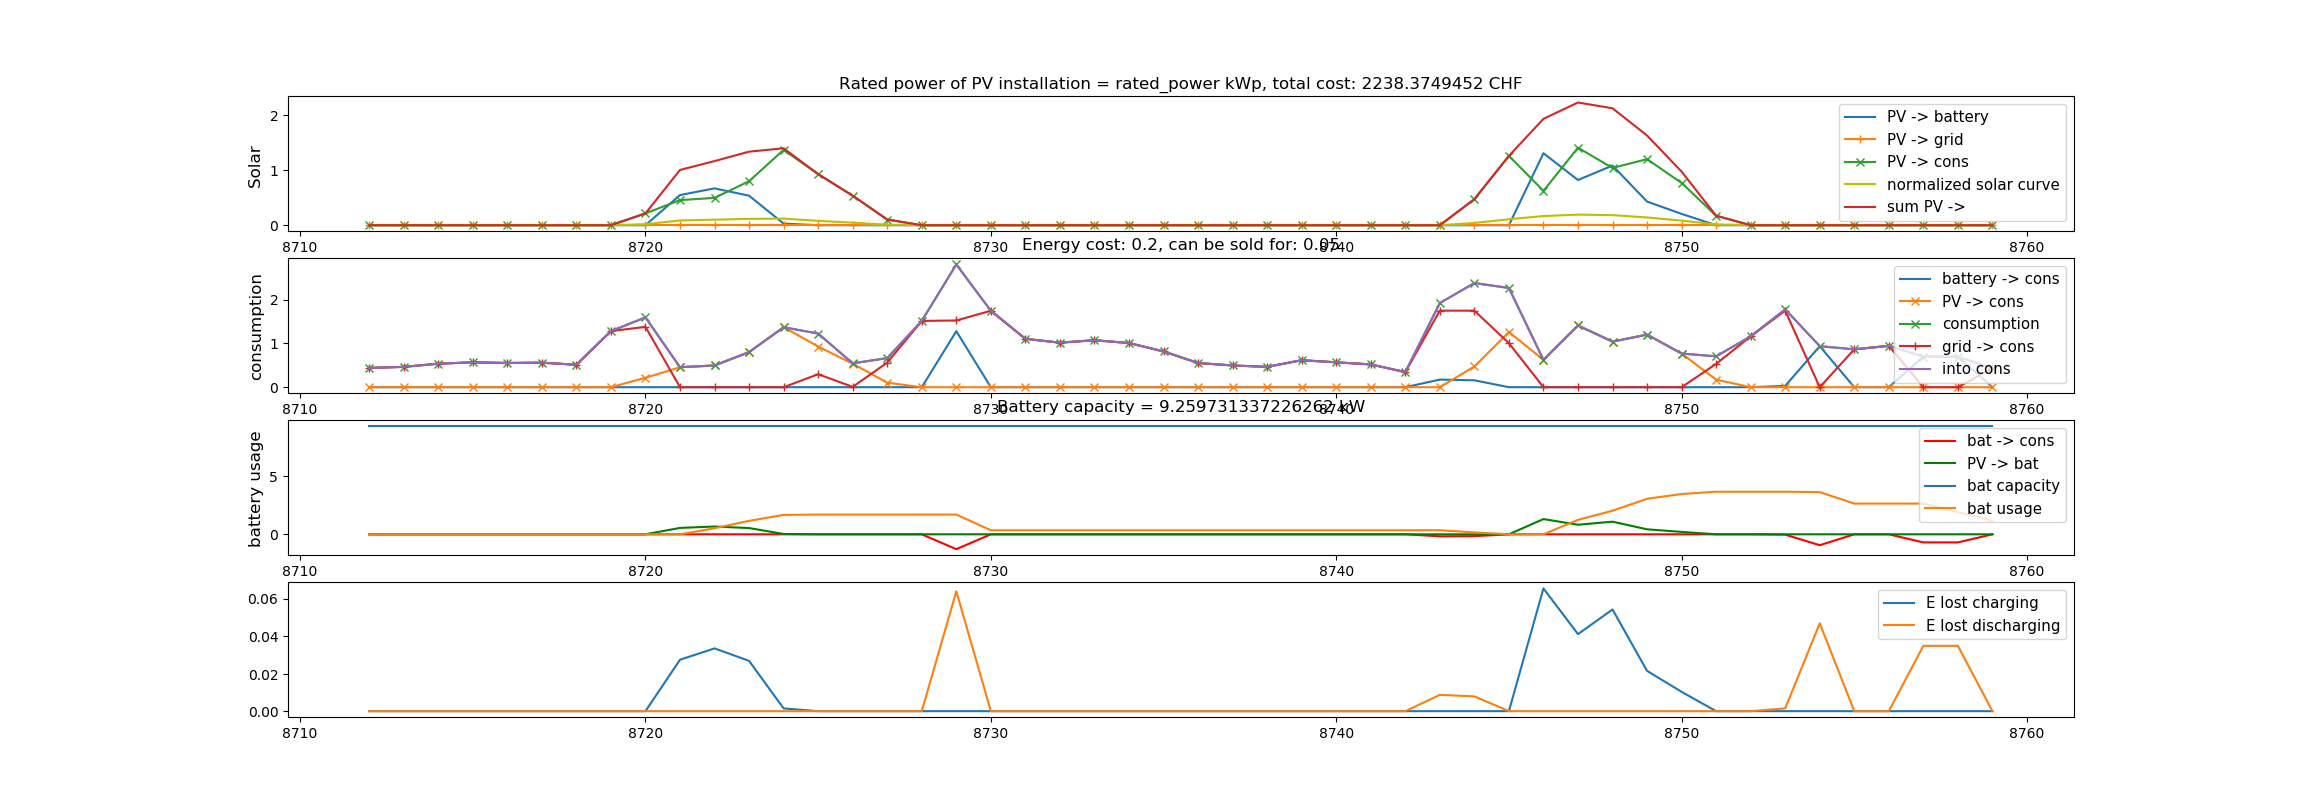 Rated power of PV installation = rated_power kWp, total cost: 2238.3749452 CHF
Solar
2
1
0
PV -> battery
PV -> grid
PV -> cons
normalized solar curve
sum PV ->
8710 8720 8730 8740 8750 8760
Energy cost: 0.2, can be sold for: 0.05
consumption
2
1
0
battery -> cons
PV -> cons
consumption
grid -> cons
into cons
8710 8720 8730 8740 8750 8760
Battery capacity = 9.259731337226262 kW
battery usage
5
0
bat -> cons
PV -> bat
bat capacity
bat usage
8710 8720 8730 8740 8750 8760
0.06
0.04
0.02
0.00
E lost charging
E lost discharging
8710 8720 8730 8740 8750 8760